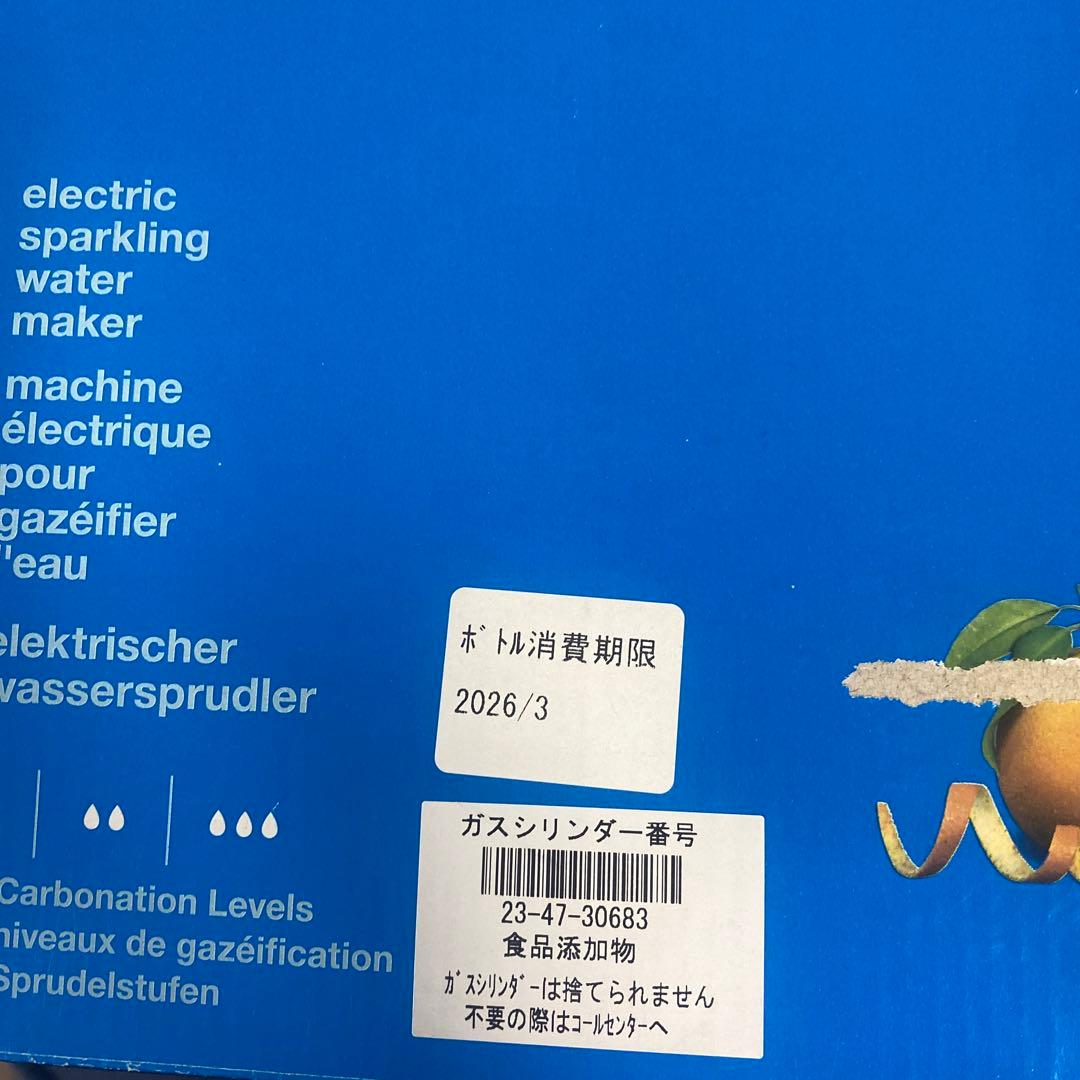 electric
sparkling
water
maker
machine
électrique
pour
gazéifier
l"eau
elektrischer
wassersprudler
Carbonation Levels
niveaux de gazéification
Sprudelstufen
ボトル消費期限
2026/3
ガスシリンダー番号
23-47-30683
食品添加物
ガスシリンダーは捨てられません
不要の際はコールセンターへ